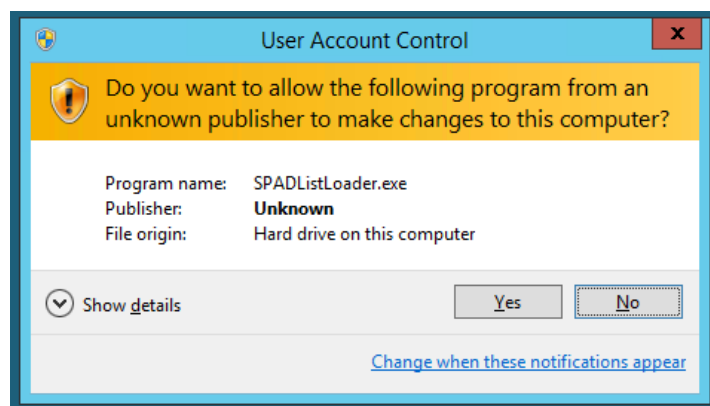 User Account Control
x
Do you want to allow the following program from an
unknown publisher to make changes to this computer?
Program name: SPADListLoader.exe
Publisher: Unknown
File origin: Hard drive on this computer
Show details
Yes
No
Change when these notifications appear